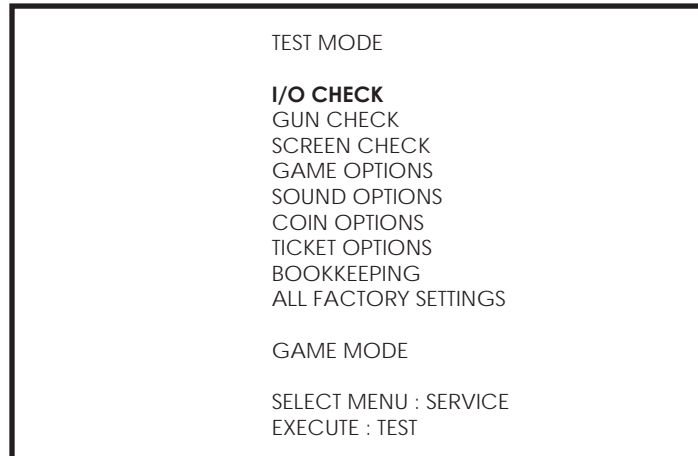 TEST MODE
I/O CHECK
GUN CHECK
SCREEN CHECK
GAME OPTIONS
SOUND OPTIONS
COIN OPTIONS
TICKET OPTIONS
BOOKKEEPING
ALL FACTORY SETTINGS
GAME MODE
SELECT MENU : SERVICE
EXECUTE : TEST